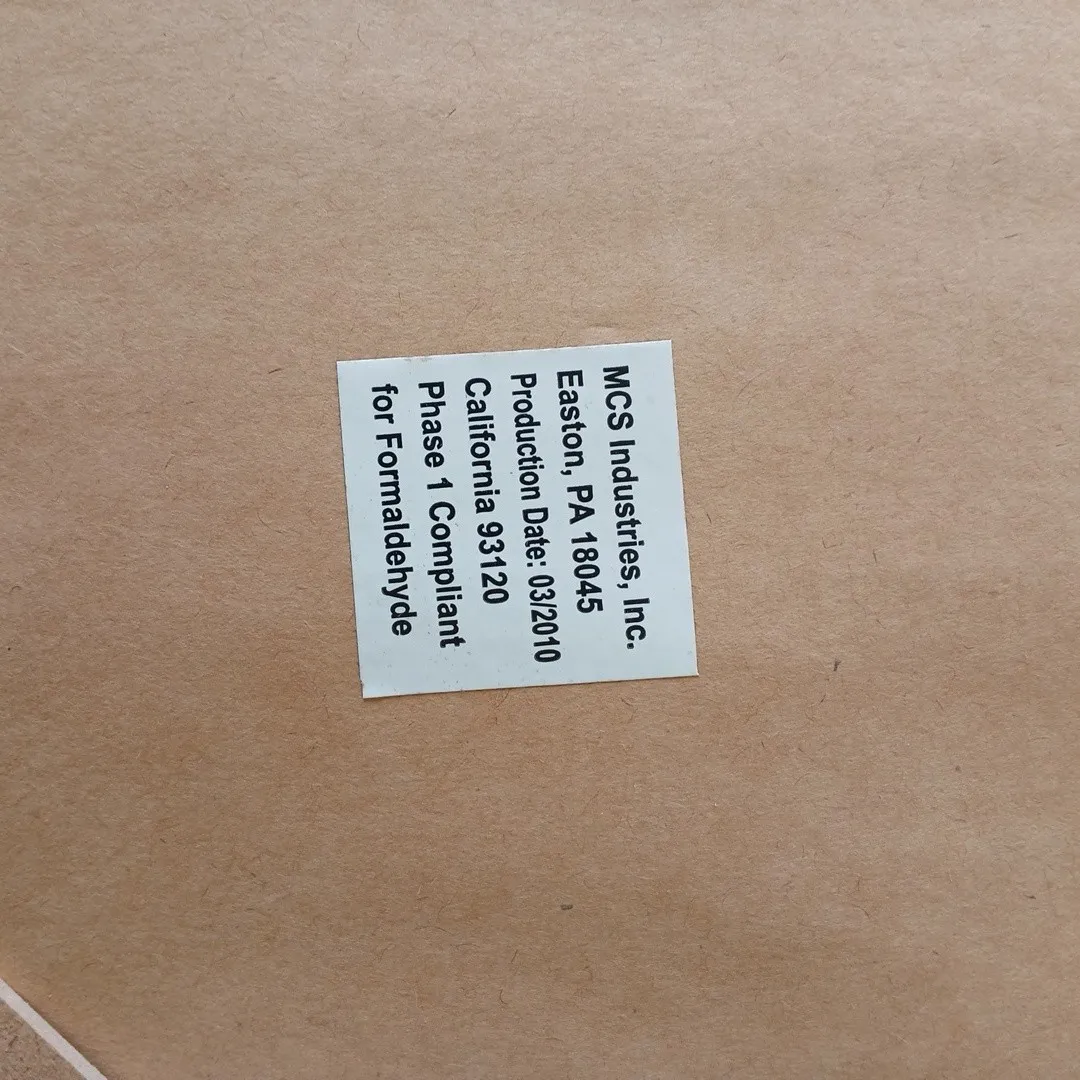 MCS Industries, Inc.
Easton, PA 18045
Production Date: 03/2010
California 93120
Phase 1 Compliant
for Formaldehyde